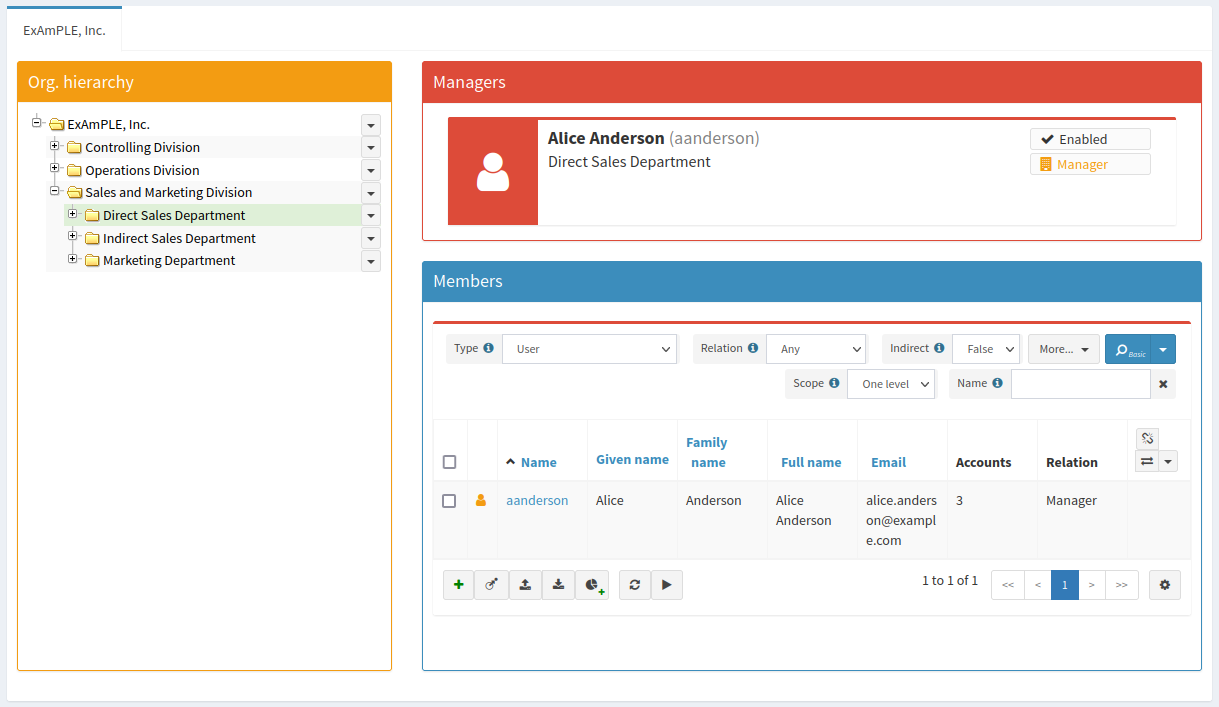 ExAmPLE, Inc.
Org. hierarchy
ExAmPLE, Inc.
Controlling Division
Operations Division
Sales and Marketing Division
Direct Sales Department
Indirect Sales Department
Marketing Department
Managers
Alice Anderson (aanderson)
Direct Sales Department
Enabled
Manager
Members
Type User Relation Any Indirect False More... Basic
Scope One level Name
Name Given name Family name Full name Email Accounts Relation
aanderson Alice Anderson Alice Anderson alice.anderson@example.com 3 Manager
1 to 1 of 1 << < 1 > >>